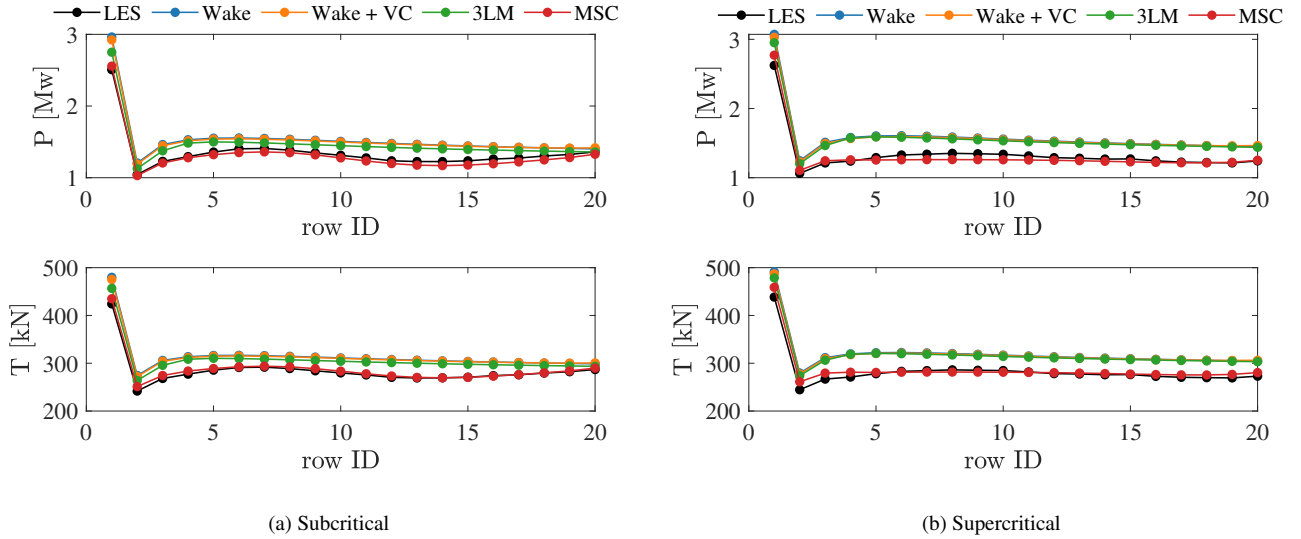 LES Wake Wake + VC 3LM MSC
3
2
1
P [Mw]
0 5 10 15 20
row ID
500
400
300
200
T [kN]
0 5 10 15 20
row ID
(a) Subcritical
LES Wake Wake + VC 3LM MSC
3
2
1
P [Mw]
0 5 10 15 20
row ID
500
400
300
200
T [kN]
0 5 10 15 20
row ID
(b) Supercritical